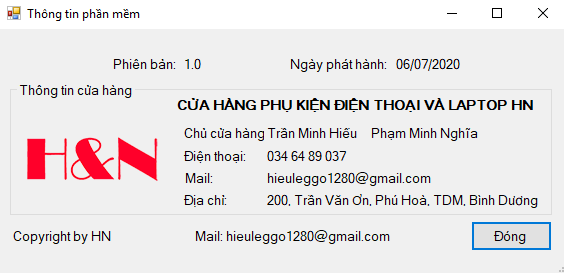 Thông tin phần mềm
Phiên bản: 1.0 Ngày phát hành: 06/07/2020
Thông tin cửa hàng
CỬA HÀNG PHỤ KIỆN ĐIỆN THOẠI VÀ LAPTOP HN
H&N
Chủ cửa hàng Trần Minh Hiếu Phạm Minh Nghĩa
Điện thoại: 034 64 89 037
Mail: hieuleggo1280@gmail.com
Địa chỉ: 200, Trần Văn Ơn, Phú Hoà, TDM, Bình Dương
Copyright by HN Mail: hieuleggo1280@gmail.com Đóng